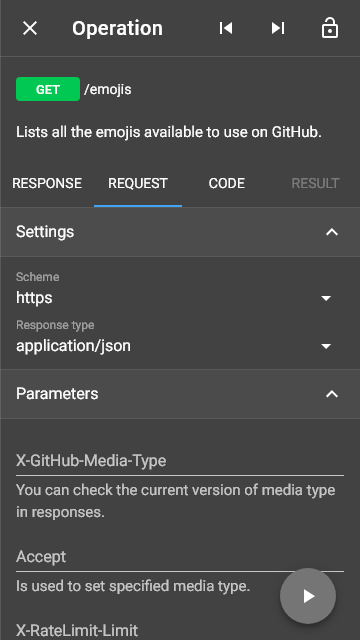 Operation
GET /emojis
Lists all the emojis available to use on GitHub.
RESPONSE REQUEST CODE RESULT
Settings
Scheme
https
Response type
application/json
Parameters
X-GitHub-Media-Type
You can check the current version of media type
in responses.
Accept
Is used to set specified media type.
X-RateLimit-Limit